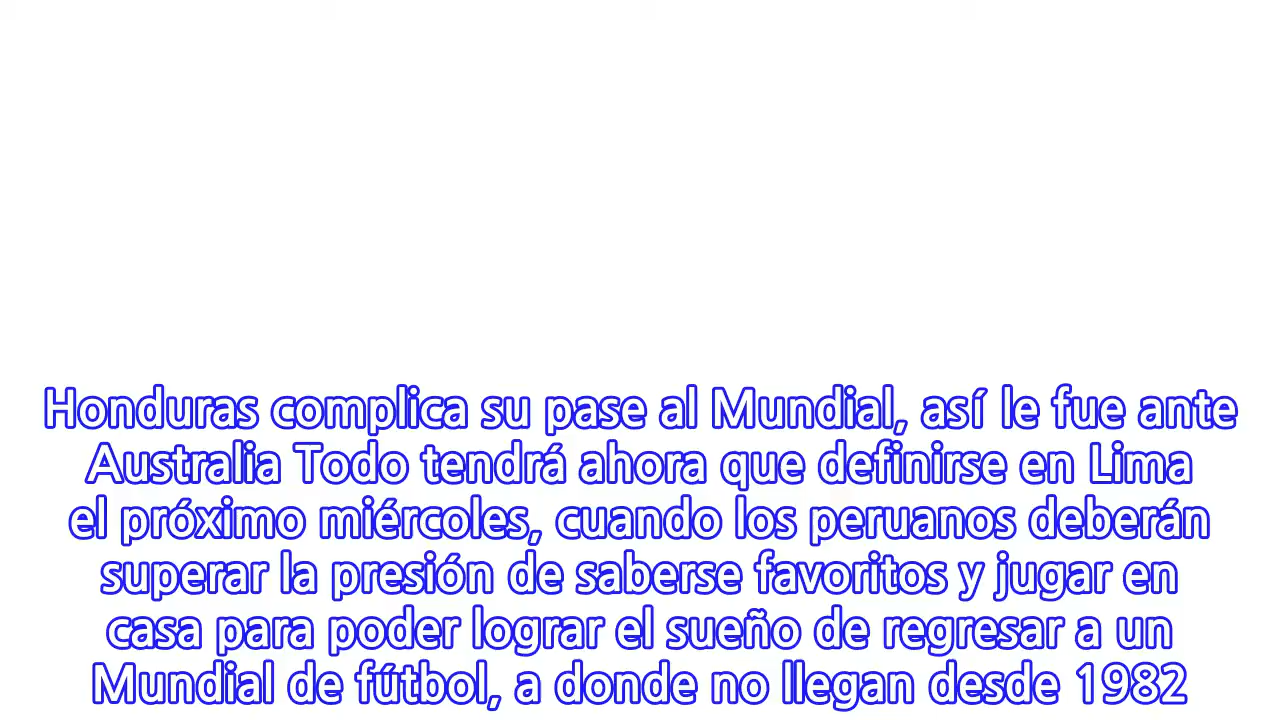 Honduras complica su pase al Mundial, así le fue ante
Australia Todo tendrá ahora que definirse en Lima
el próximo miércoles, cuando los peruanos deberán
superar la presión de saberse favoritos y jugar en
casa para poder lograr el sueño de regresar a un
Mundial de fútbol, a donde no llegan desde 1982